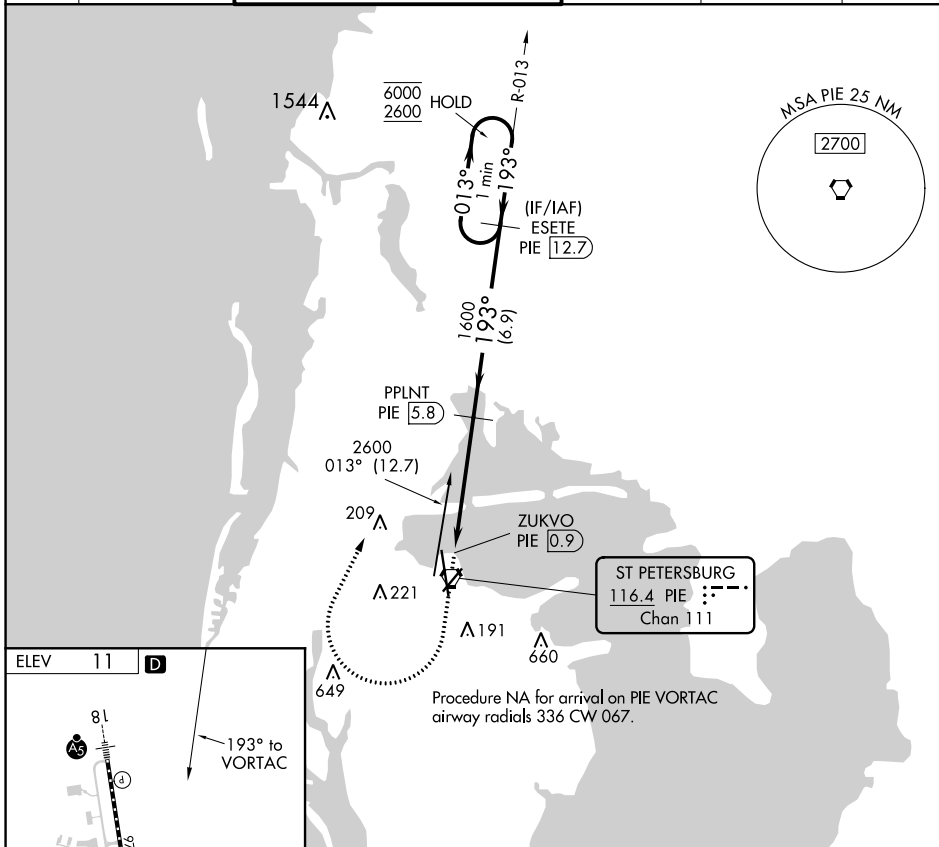 1544
6000
2600
HOLD
R-013
MSA PIE 25 NM
2700
013°
1 min
193°
(IF/IAF)
ESETE
PIE 12.7
1600
193°
(6.9)
PPLNT
PIE 5.8
2600
013° (12.7)
209
ZUKVO
PIE 0.9
221
ST PETERSBURG
116.4 PIE
Chan 111
191
660
649
Procedure NA for arrival on PIE VORTAC
airway radials 336 CW 067.
ELEV 11 D
18
A5
P
193° to
VORTAC